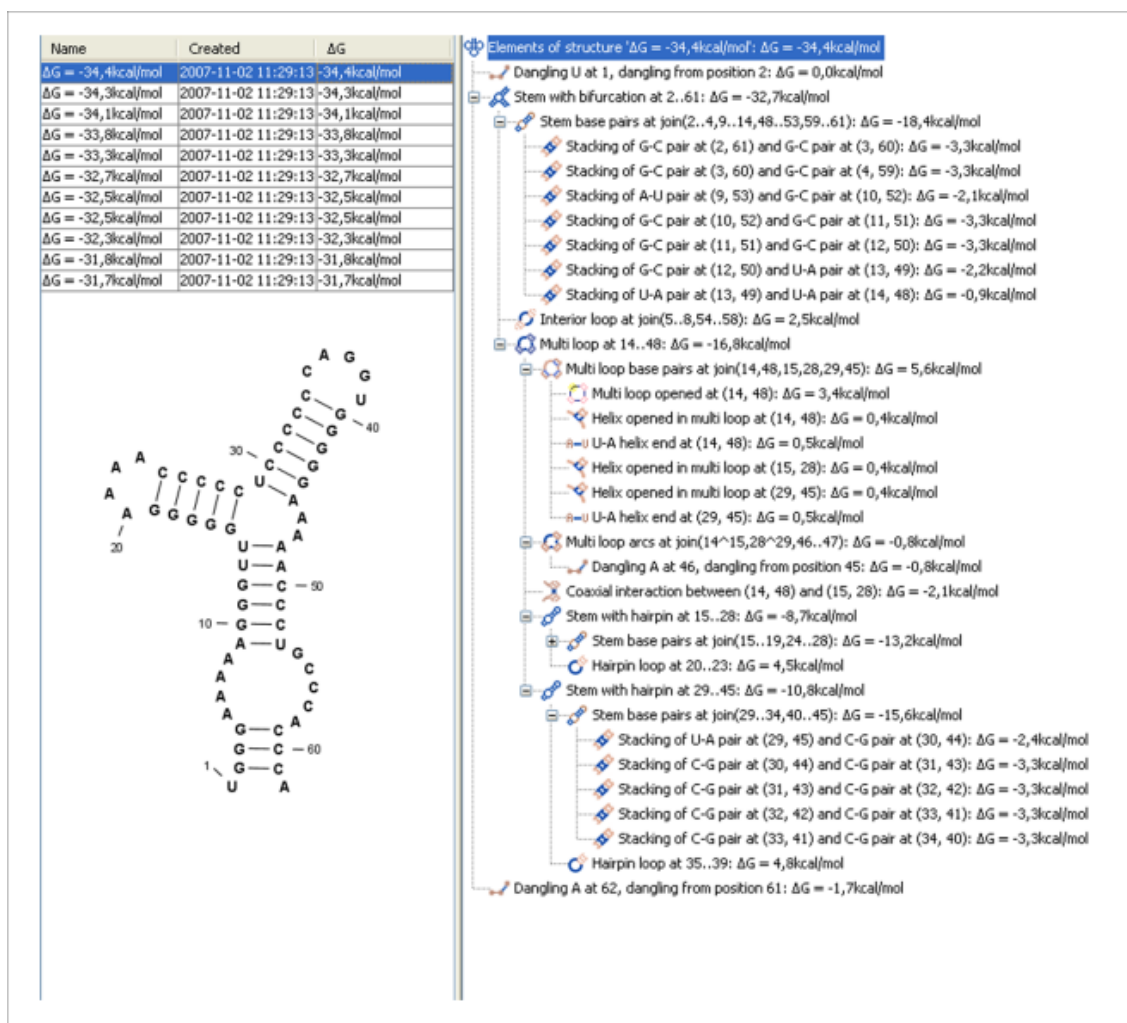 Name Created ΔG
ΔG = -34,4kcal/mol 2007-11-02 11:29:13 -34,4kcal/mol
ΔG = -34,3kcal/mol 2007-11-02 11:29:13 -34,3kcal/mol
ΔG = -34,1kcal/mol 2007-11-02 11:29:13 -34,1kcal/mol
ΔG = -33,8kcal/mol 2007-11-02 11:29:13 -33,8kcal/mol
ΔG = -33,3kcal/mol 2007-11-02 11:29:13 -33,3kcal/mol
ΔG = -32,7kcal/mol 2007-11-02 11:29:13 -32,7kcal/mol
ΔG = -32,5kcal/mol 2007-11-02 11:29:13 -32,5kcal/mol
ΔG = -32,5kcal/mol 2007-11-02 11:29:13 -32,5kcal/mol
ΔG = -32,3kcal/mol 2007-11-02 11:29:13 -32,3kcal/mol
ΔG = -31,8kcal/mol 2007-11-02 11:29:13 -31,8kcal/mol
ΔG = -31,7kcal/mol 2007-11-02 11:29:13 -31,7kcal/mol
A G
C G
C U
C G 40
C G
30 C G
A A C C C C C U C G G
A A
A A G G G G G A
20 U A
U A
G C 50
G C
10 G C
A U
A G
A C
A C
A A
G C
G C 60
1 G C
U A
Elements of structure 'ΔG = -34,4kcal/mol': ΔG = -34,4kcal/mol
Dangling U at 1, dangling from position 2: ΔG = 0,0kcal/mol
Stem with bifurcation at 2..61: ΔG = -32,7kcal/mol
Stem base pairs at join(2..4,9..14,48..53,59..61): ΔG = -18,4kcal/mol
Stacking of G-C pair at (2, 61) and G-C pair at (3, 60): ΔG = -3,3kcal/mol
Stacking of G-C pair at (3, 60) and G-C pair at (4, 59): ΔG = -3,3kcal/mol
Stacking of A-U pair at (9, 53) and G-C pair at (10, 52): ΔG = -2,1kcal/mol
Stacking of G-C pair at (10, 52) and G-C pair at (11, 51): ΔG = -3,3kcal/mol
Stacking of G-C pair at (11, 51) and G-C pair at (12, 50): ΔG = -3,3kcal/mol
Stacking of G-C pair at (12, 50) and U-A pair at (13, 49): ΔG = -2,2kcal/mol
Stacking of U-A pair at (13, 49) and U-A pair at (14, 48): ΔG = -0,9kcal/mol
Interior loop at join(5..8,54..58): ΔG = 2,5kcal/mol
Multi loop at 14..48: ΔG = -16,8kcal/mol
Multi loop base pairs at join(14,48,15,28,29,45): ΔG = 5,6kcal/mol
Multi loop opened at (14, 48): ΔG = 3,4kcal/mol
Helix opened in multi loop at (14, 48): ΔG = 0,4kcal/mol
U-A helix end at (14, 48): ΔG = 0,5kcal/mol
Helix opened in multi loop at (15, 28): ΔG = 0,4kcal/mol
Helix opened in multi loop at (29, 45): ΔG = 0,4kcal/mol
U-A helix end at (29, 45): ΔG = 0,5kcal/mol
Multi loop arcs at join(14^15,28^29,46..47): ΔG = -0,8kcal/mol
Dangling A at 46, dangling from position 45: ΔG = -0,8kcal/mol
Coaxial interaction between (14, 48) and (15, 28): ΔG = -2,1kcal/mol
Stem with hairpin at 15..28: ΔG = -8,7kcal/mol
Stem base pairs at join(15..19,24..28): ΔG = -13,2kcal/mol
Hairpin loop at 20..23: ΔG = 4,5kcal/mol
Stem with hairpin at 29..45: ΔG = -10,8kcal/mol
Stem base pairs at join(29..34,40..45): ΔG = -15,6kcal/mol
Stacking of U-A pair at (29, 45) and C-G pair at (30, 44): ΔG = -2,4kcal/mol
Stacking of C-G pair at (30, 44) and C-G pair at (31, 43): ΔG = -3,3kcal/mol
Stacking of C-G pair at (31, 43) and C-G pair at (32, 42): ΔG = -3,3kcal/mol
Stacking of C-G pair at (32, 42) and C-G pair at (33, 41): ΔG = -3,3kcal/mol
Stacking of C-G pair at (33, 41) and C-G pair at (34, 40): ΔG = -3,3kcal/mol
Hairpin loop at 35..39: ΔG = 4,8kcal/mol
Dangling A at 62, dangling from position 61: ΔG = -1,7kcal/mol